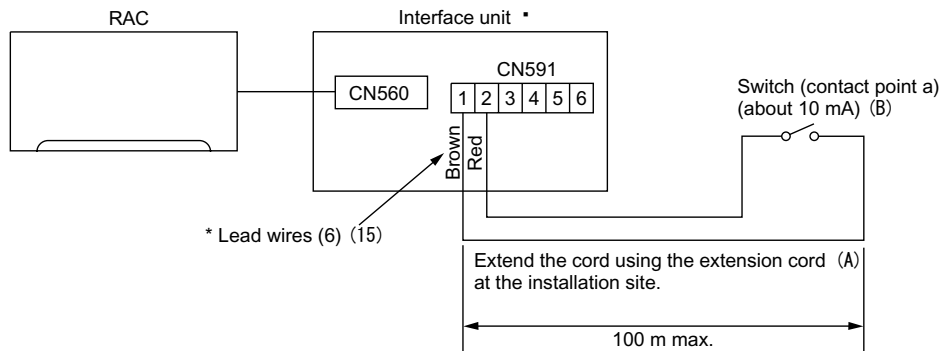 RAC
Interface unit ▪
CN560
CN591
1 2 3 4 5 6
Brown
Red
Switch (contact point a)
(about 10 mA) (B)
* Lead wires (6) (15)
Extend the cord using the extension cord (A)
at the installation site.
100 m max.